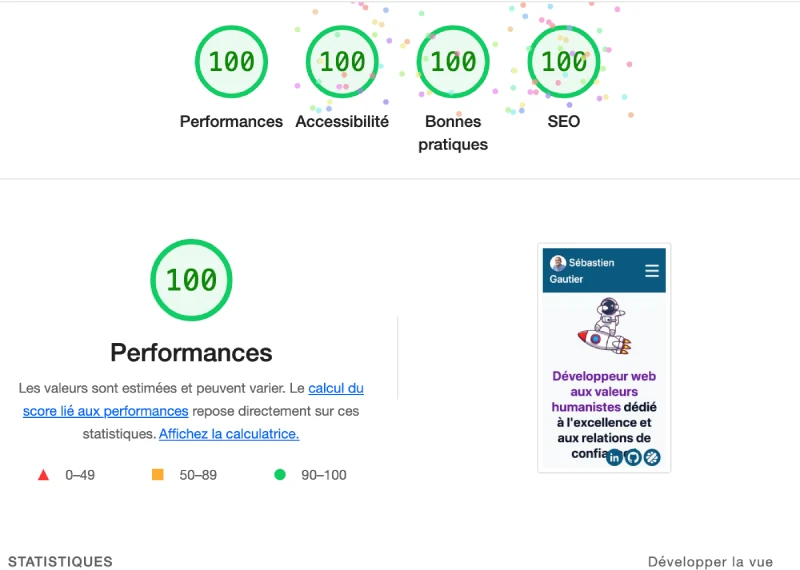 100 100 100 100
Performances Accessibilité Bonnes pratiques SEO
100
Performances
Les valeurs sont estimées et peuvent varier. Le calcul du
score lié aux performances repose directement sur ces
statistiques. Affichez la calculatrice.
0–49 50–89 90–100
Sébastien
Gautier
Développeur web
aux valeurs
humanistes dédié
à l'excellence et
aux relations de
STATISTIQUES Développer la vue